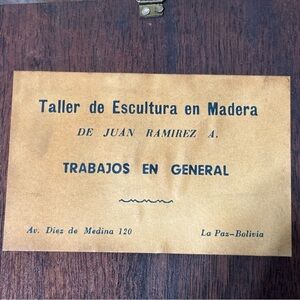 Taller de Escultura en Madera
DE JUAN RAMIREZ A.
TRABAJOS EN GENERAL
Av. Diez de Medina 120
La Paz-Bolivia